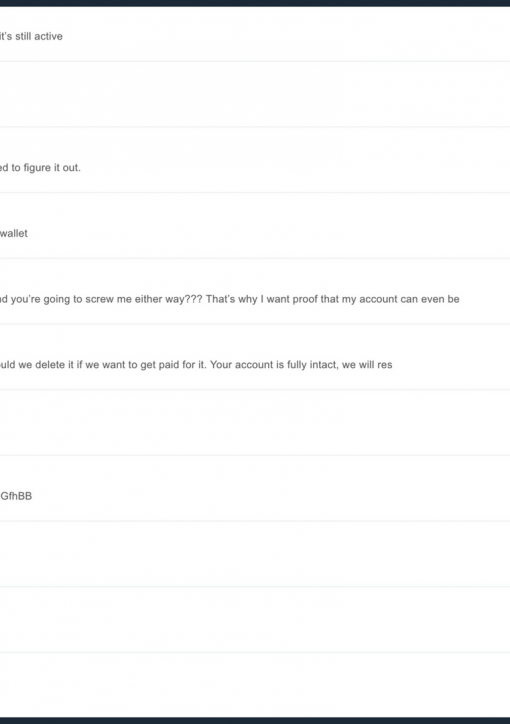 it's still active
ed to figure it out.
wallet
nd you're going to screw me either way??? That's why I want proof that my account can even be
uld we delete it if we want to get paid for it. Your account is fully intact, we will res
GfhBB